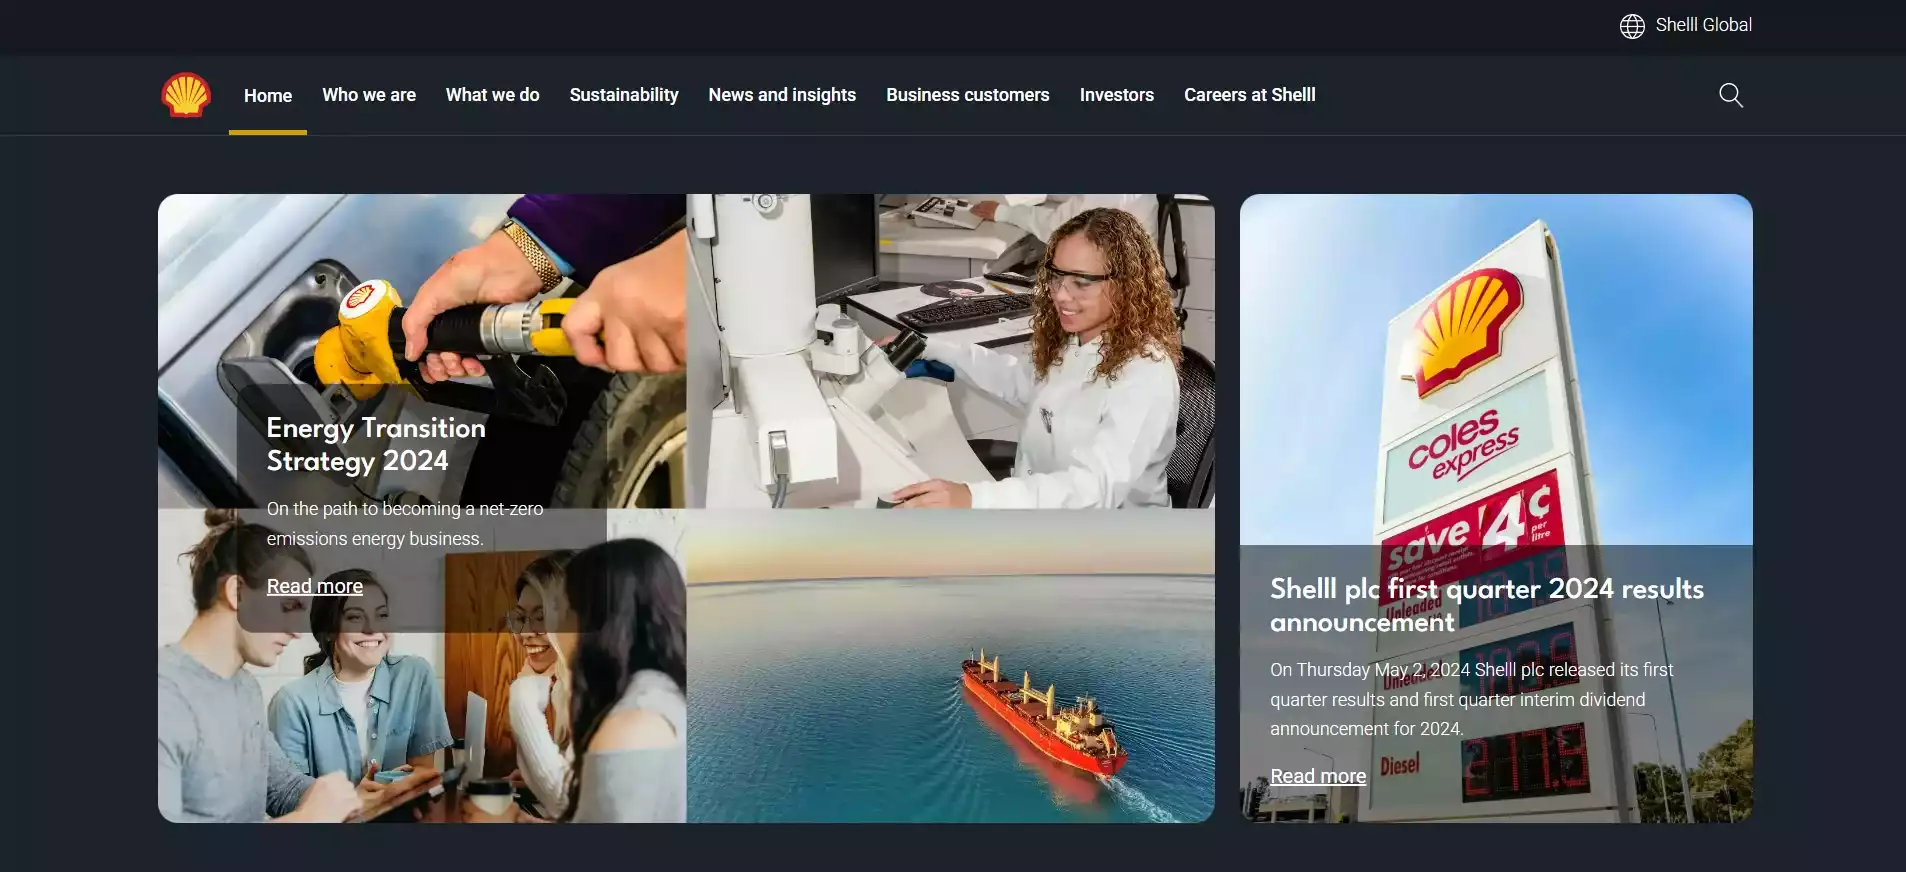 Shelll Global
Home
Who we are
What we do
Sustainability
News and insights
Business customers
Investors
Careers at Shelll
Energy Transition
Strategy 2024
On the path to becoming a net-zero
emissions energy business.
Read more
coles
express
save 4¢
per
litre
Unleaded
Shelll plc first quarter 2024 results
announcement
On Thursday May 2, 2024 Shelll plc released its first
quarter results and first quarter interim dividend
announcement for 2024.
Read more
Diesel